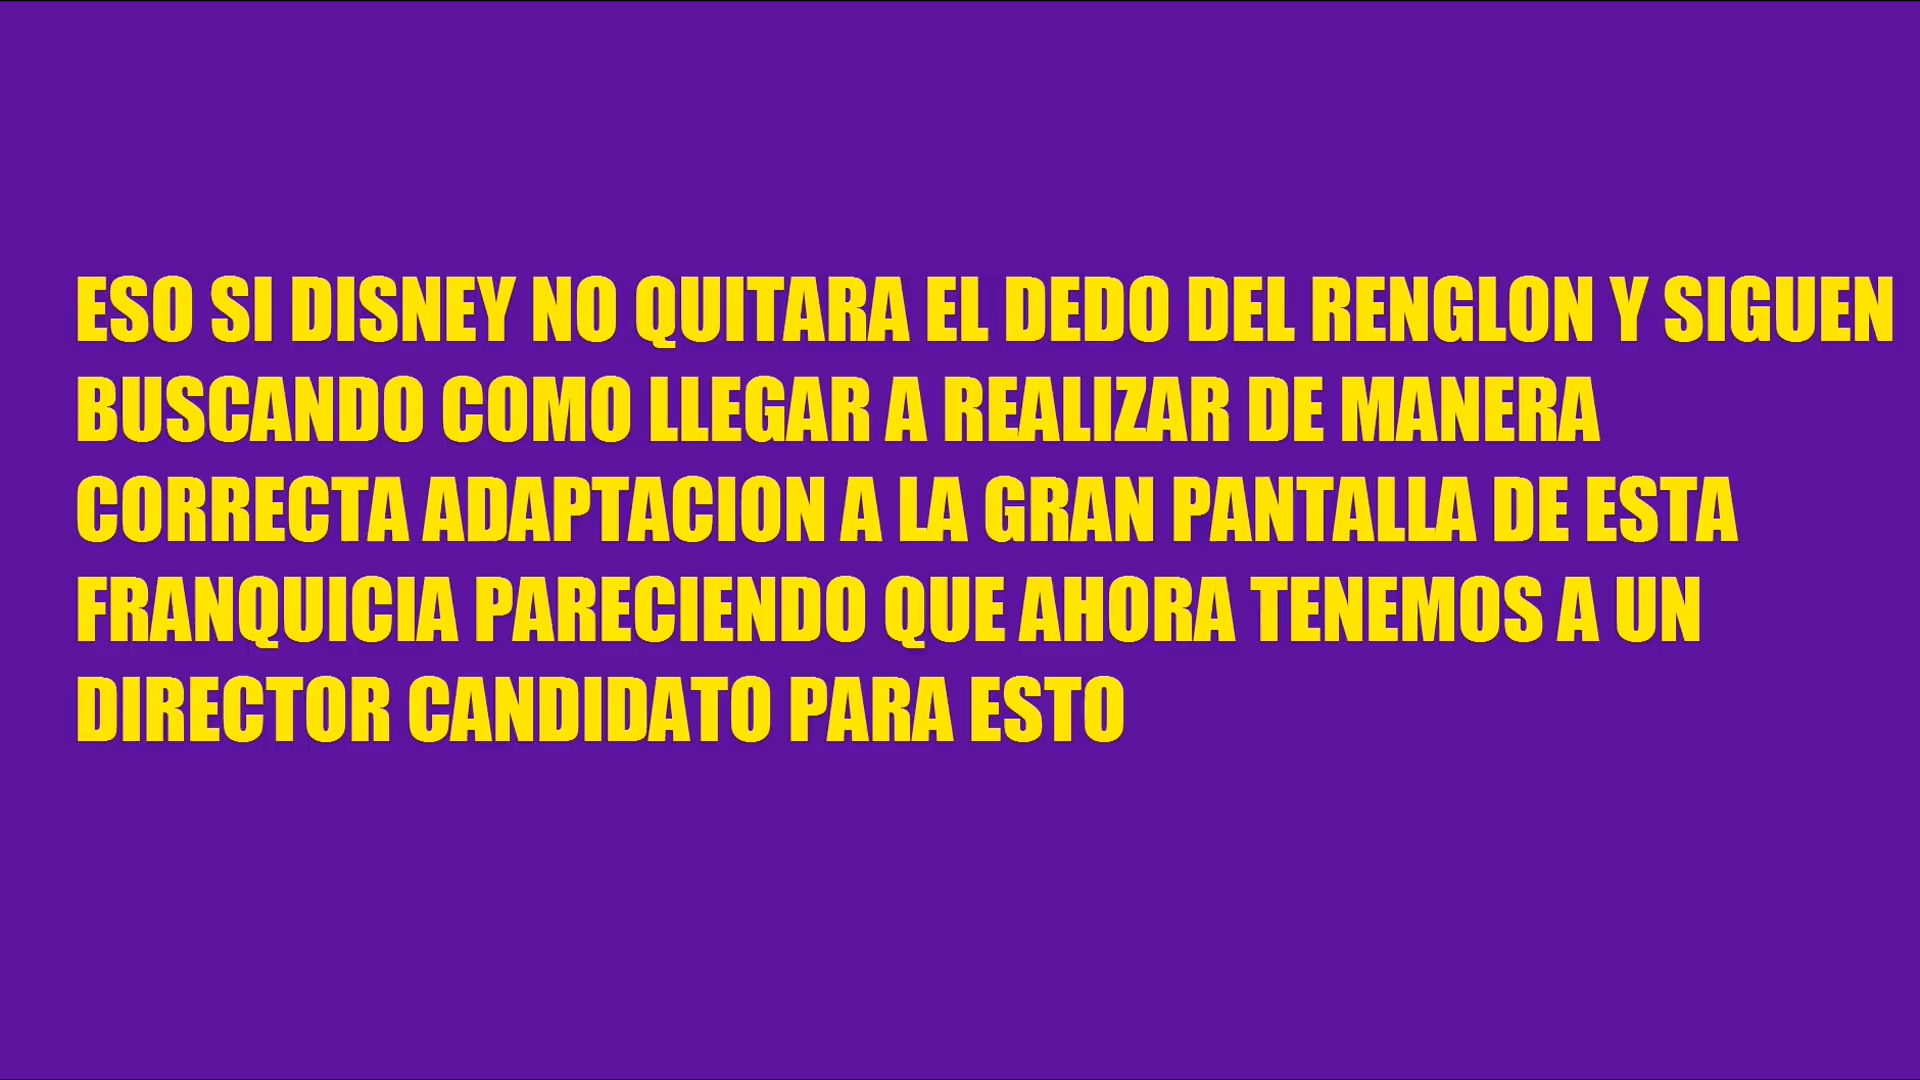 ESO SI DISNEY NO QUITARA EL DEDO DEL RENGLON Y SIGUEN
BUSCANDO COMO LLEGAR A REALIZAR DE MANERA
CORRECTA ADAPTACION A LA GRAN PANTALLA DE ESTA
FRANQUICIA PARECIENDO QUE AHORA TENEMOS A UN
DIRECTOR CANDIDATO PARA ESTO